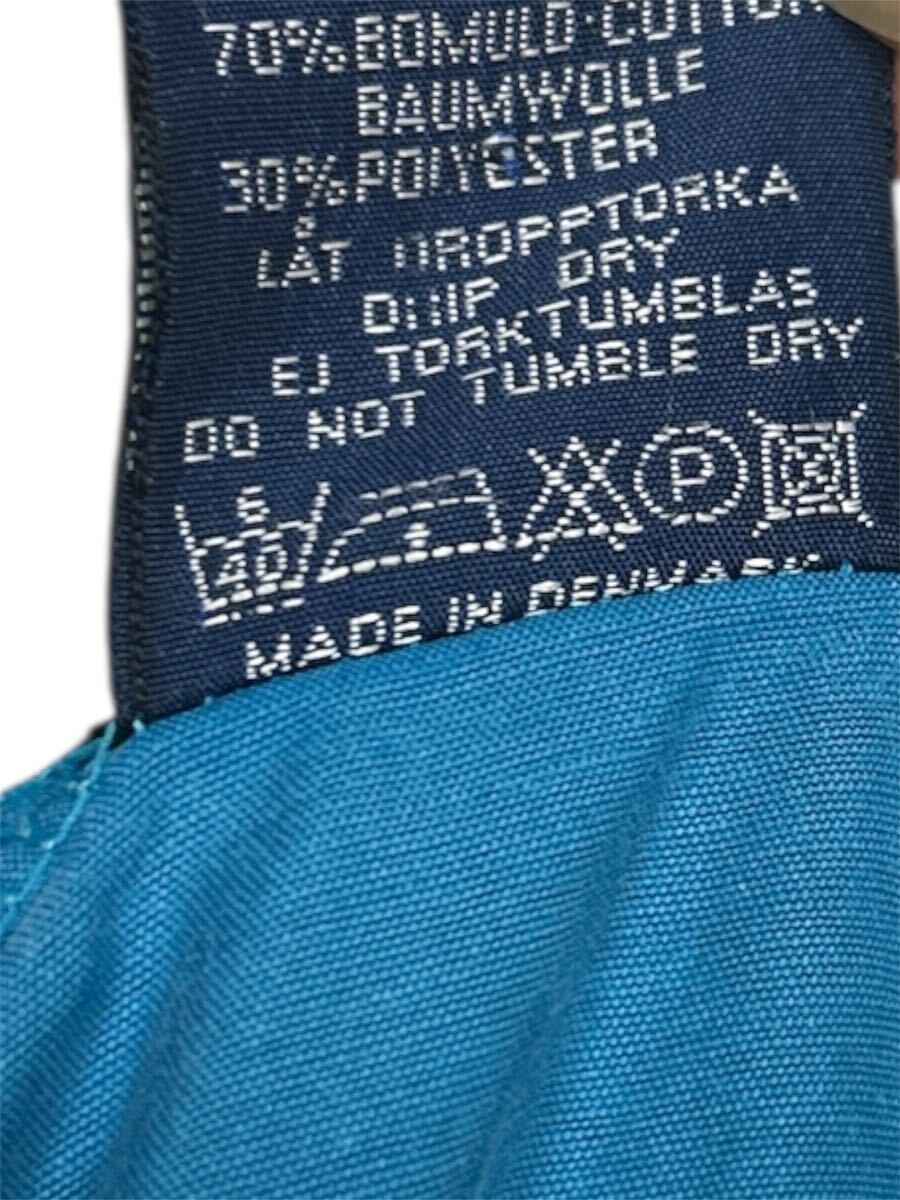 70% BOMULD·COTTON
BAUMWOLLE
30% POLYESTER
LÅT DROPPTORKA
DRIP DRY
EJ TORKTUMBLAS
DO NOT TUMBLE DRY
6
40 P
MADE IN DENMARK